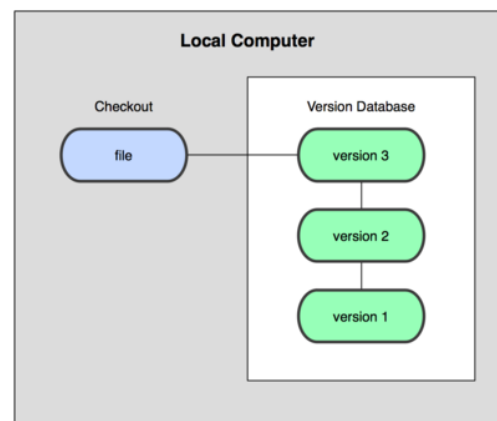 Local Computer
Checkout
Version Database
file
version 3
version 2
version 1